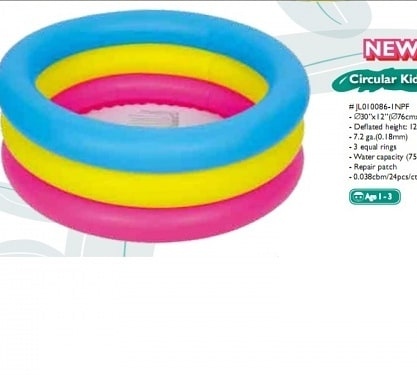 NEW
Circular Kid
# JL010086-1NPF
- Ø30"x12"(Ø76cm
- Deflated height: 12
- 7.2 ga.(0.18mm)
- 3 equal rings
- Water capacity (75
- Repair patch
- 0.038cbm/24pcs/ct
Age 1 - 3